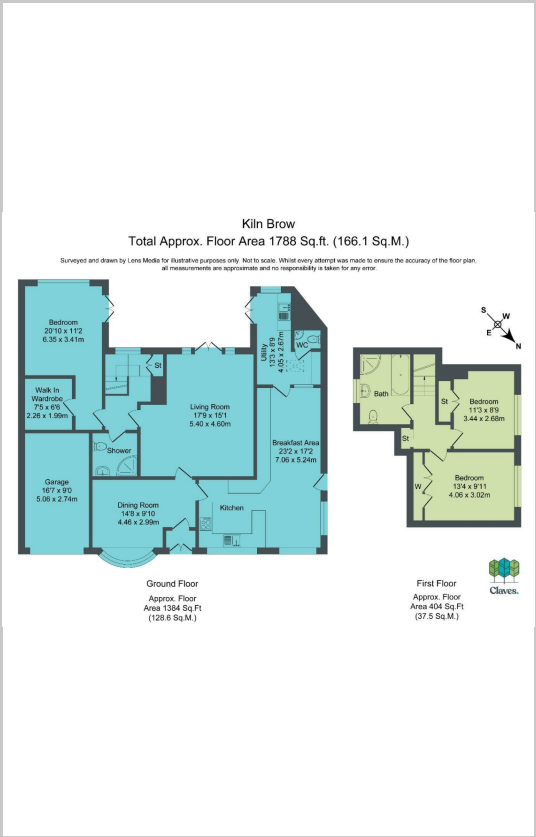 Kiln Brow
Total Approx. Floor Area 1788 Sq.ft. (166.1 Sq.M.)
Surveyed and drawn by Lens Media for illustrative purposes only. Not to scale. Whilst every attempt was made to ensure the accuracy of the floor plan,
all measurements are approximate and no responsibility is taken for any error.
Bedroom
20'10 x 11'2
6.35 x 3.41m
St
Walk In
Wardrobe
7'5 x 6'6
2.26 x 1.99m
Shower
Garage
16'7 x 9'0
5.06 x 2.74m
Living Room
17'9 x 15'1
5.40 x 4.60m
Dining Room
14'8 x 9'10
4.46 x 2.99m
Utility
13'3 x 8'9
4.05 x 2.67m
WC
Breakfast Area
23'2 x 17'2
7.06 x 5.24m
Kitchen
Ground Floor
Approx. Floor
Area 1384 Sq.Ft
(128.6 Sq.M.)
S
W
E
N
Bath
St
Bedroom
11'3 x 8'9
3.44 x 2.68m
St
W
Bedroom
13'4 x 9'11
4.06 x 3.02m
First Floor
Approx. Floor
Area 404 Sq.Ft
(37.5 Sq.M.)
Claves.